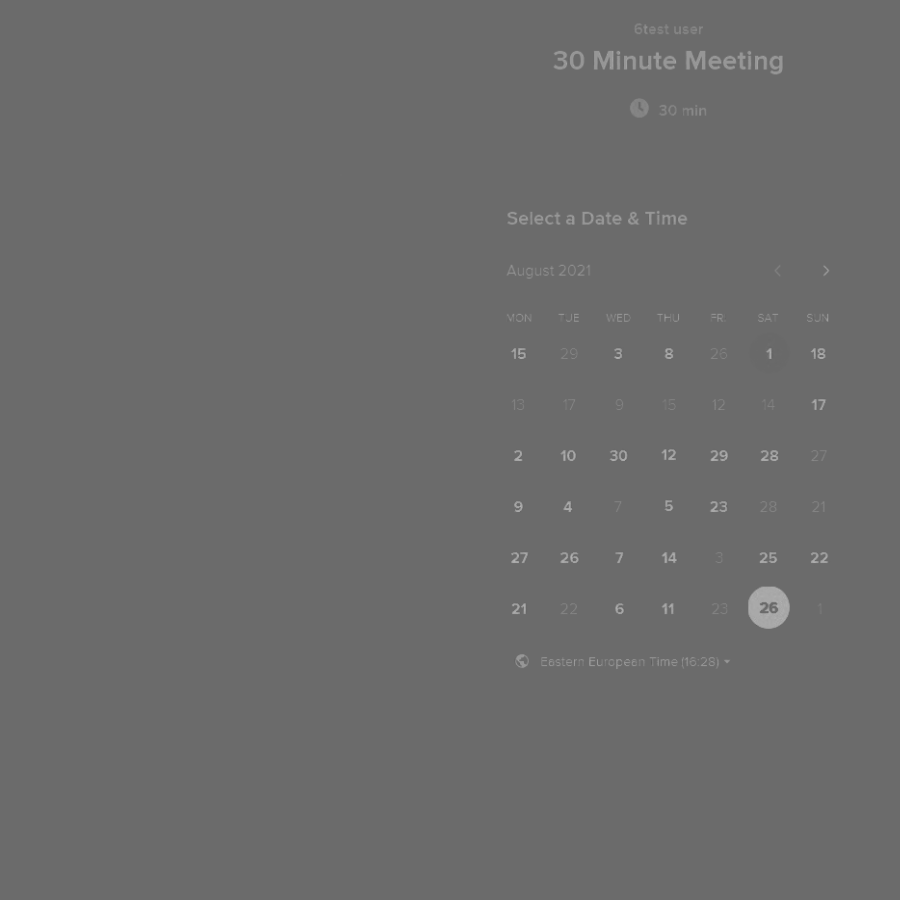 6test user
30 Minute Meeting
30 min
Select a Date & Time
August 2021
MON TUE WED THU FRI SAT SUN
15 29 3 8 26 1 18
13 17 9 15 12 14 17
2 10 30 12 29 28 27
9 4 7 5 23 28 21
27 26 7 14 3 25 22
21 22 6 11 23 26 1
Eastern European Time (16:28)